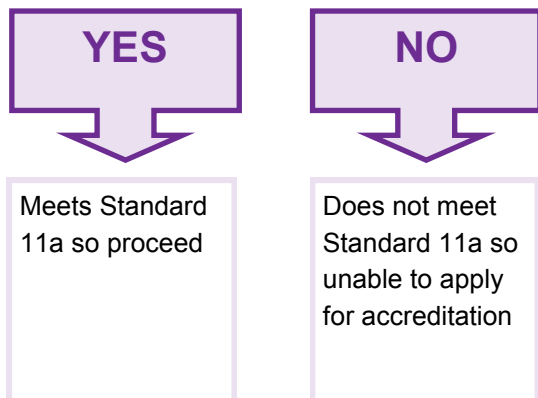 YES
NO
Meets Standard
11a so proceed
Does not meet
Standard 11a so
unable to apply
for accreditation